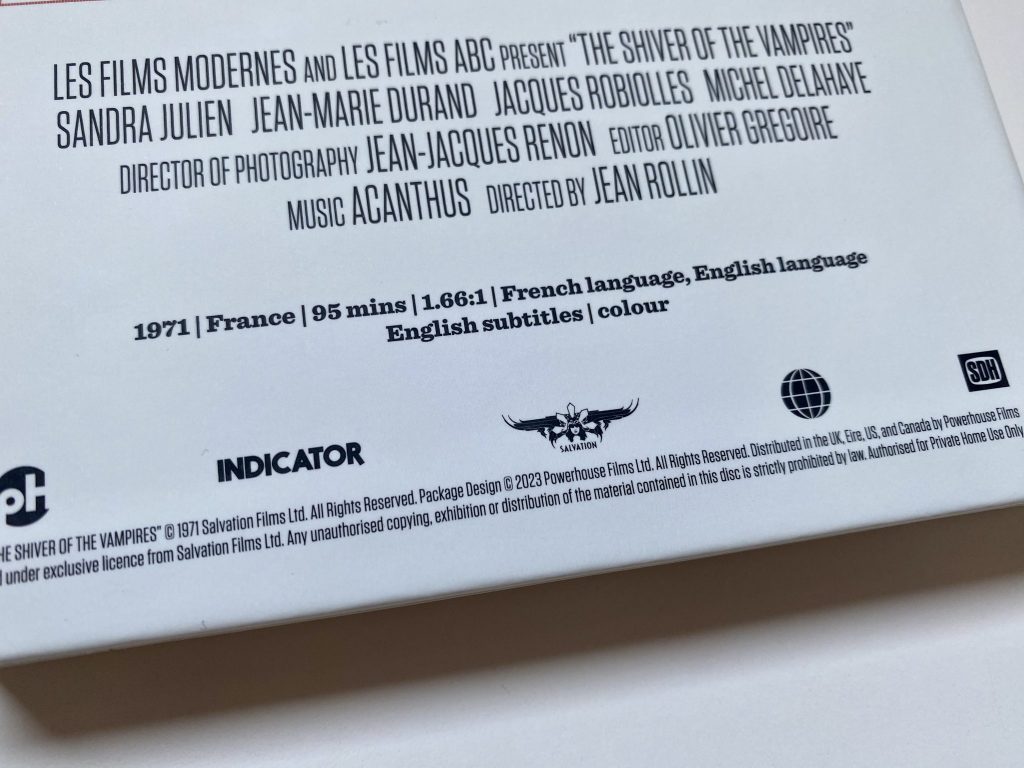 LES FILMS MODERNES AND LES FILMS ABC PRESENT "THE SHIVER OF THE VAMPIRES"
SANDRA JULIEN JEAN-MARIE DURAND JACQUES ROBIOLLES MICHEL DELAHAYE
DIRECTOR OF PHOTOGRAPHY JEAN-JACQUES RENON EDITOR OLIVIER GREGOIRE
MUSIC ACANTHUS DIRECTED BY JEAN ROLLIN
1971 | France | 95 mins | 1.66:1 | French language, English language
English subtitles | colour
pH
INDICATOR
SALVATION
SDH
HE SHIVER OF THE VAMPIRES" © 1971 Salvation Films Ltd. All Rights Reserved. Package Design © 2023 Powerhouse Films Ltd. All Rights Reserved. Distributed in the UK, Eire, US, and Canada by Powerhouse Films
under exclusive licence from Salvation Films Ltd. Any unauthorised copying, exhibition or distribution of the material contained in this disc is strictly prohibited by law. Authorised for Private Home Use Only